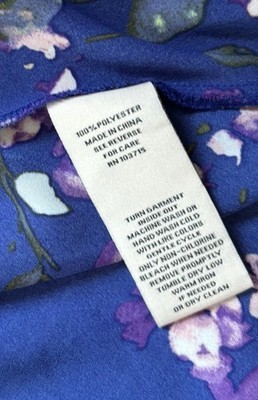 100% POLYESTER
MADE IN CHINA
SEE REVERSE
FOR CARE
RN 103715
TURN GARMENT
INSIDE OUT
MACHINE WASH OR
HAND WASH COLD
WITH LIKE COLORS
GENTLE CYCLE
ONLY NON-CHLORINE
BLEACH WHEN NEEDED
REMOVE PROMPTLY
TUMBLE DRY LOW
WARM IRON
IF NEEDED
OR DRY CLEAN